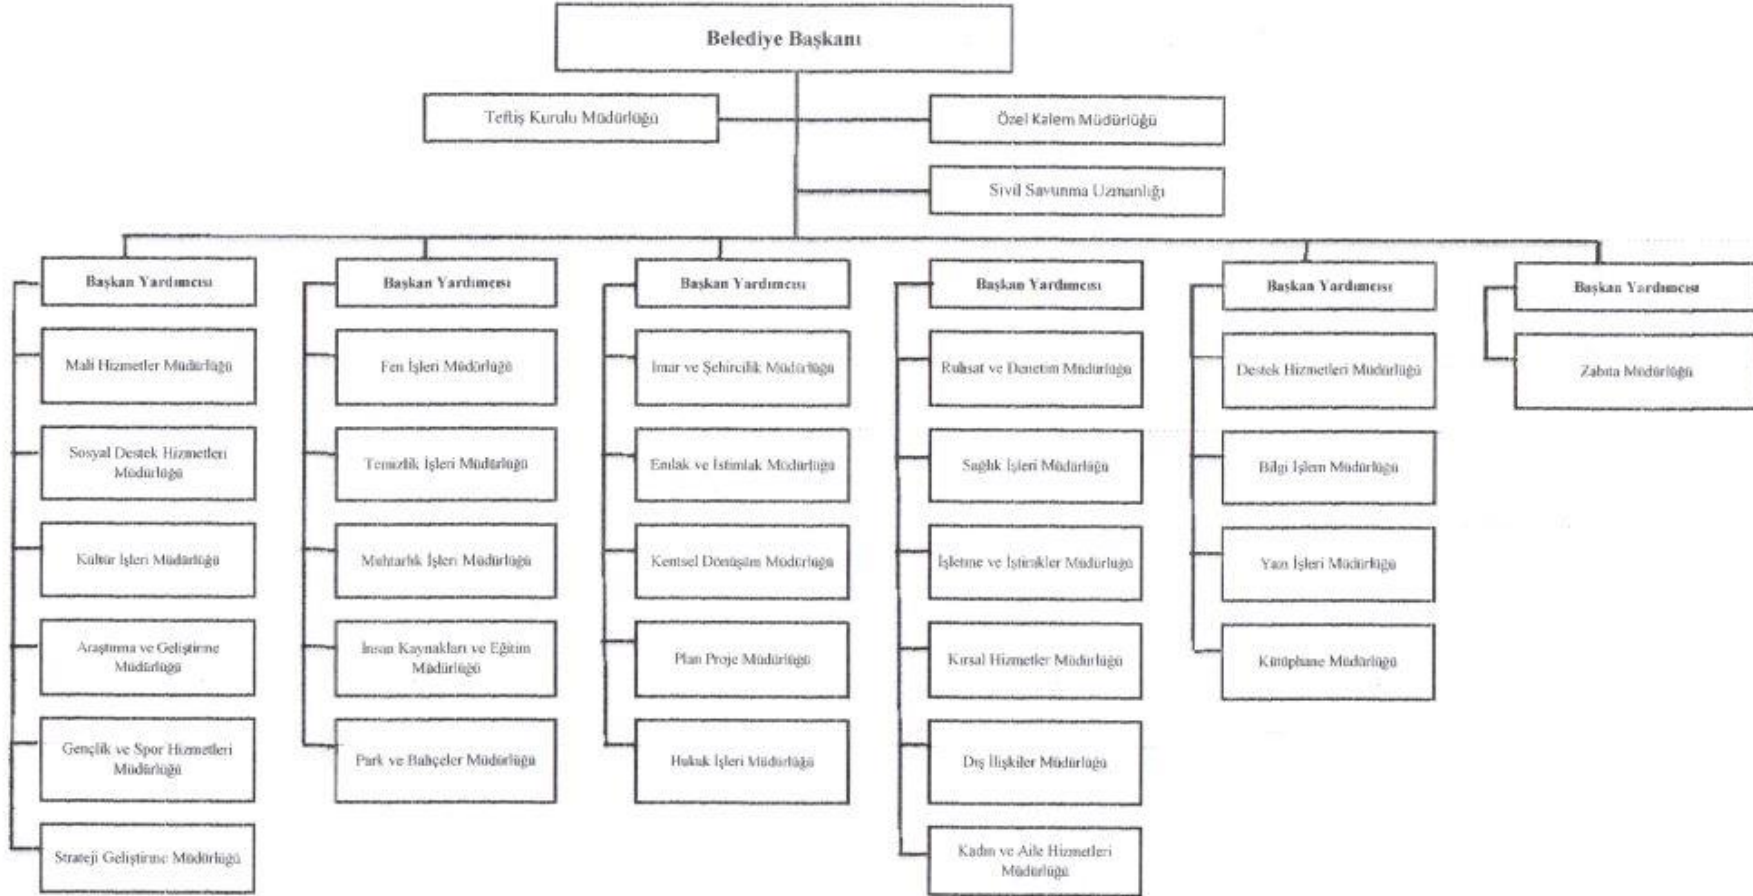 Belediye Başkanı
Teftiş Kurulu Müdürlüğü
Özel Kalem Müdürlüğü
Sivil Savunma Uzmanlığı
Başkan Yardımcısı
Mali Hizmetler Müdürlüğü
Sosyal Destek Hizmetleri
Müdürlüğü
Kültür İşleri Müdürlüğü
Araştırma ve Geliştirme
Müdürlüğü
Gençlik ve Spor Hizmetleri
Müdürlüğü
Strateji Geliştirme Müdürlüğü
Başkan Yardımcısı
Fen İşleri Müdürlüğü
Temizlik İşleri Müdürlüğü
Muhtarlık İşleri Müdürlüğü
İnsan Kaynakları ve Eğitim
Müdürlüğü
Park ve Bahçeler Müdürlüğü
Başkan Yardımcısı
İmar ve Şehircilik Müdürlüğü
Emlak ve İstimlak Müdürlüğü
Kentsel Dönüşüm Müdürlüğü
Plan Proje Müdürlüğü
Hukuk İşleri Müdürlüğü
Başkan Yardımcısı
Ruhsat ve Denetim Müdürlüğü
Sağlık İşleri Müdürlüğü
İşletme ve İştirakler Müdürlüğü
Kırsal Hizmetler Müdürlüğü
Dış İlişkiler Müdürlüğü
Kadın ve Aile Hizmetleri
Müdürlüğü
Başkan Yardımcısı
Destek Hizmetleri Müdürlüğü
Bilgi İşlem Müdürlüğü
Yazı İşleri Müdürlüğü
Kütüphane Müdürlüğü
Başkan Yardımcısı
Zabıta Müdürlüğü